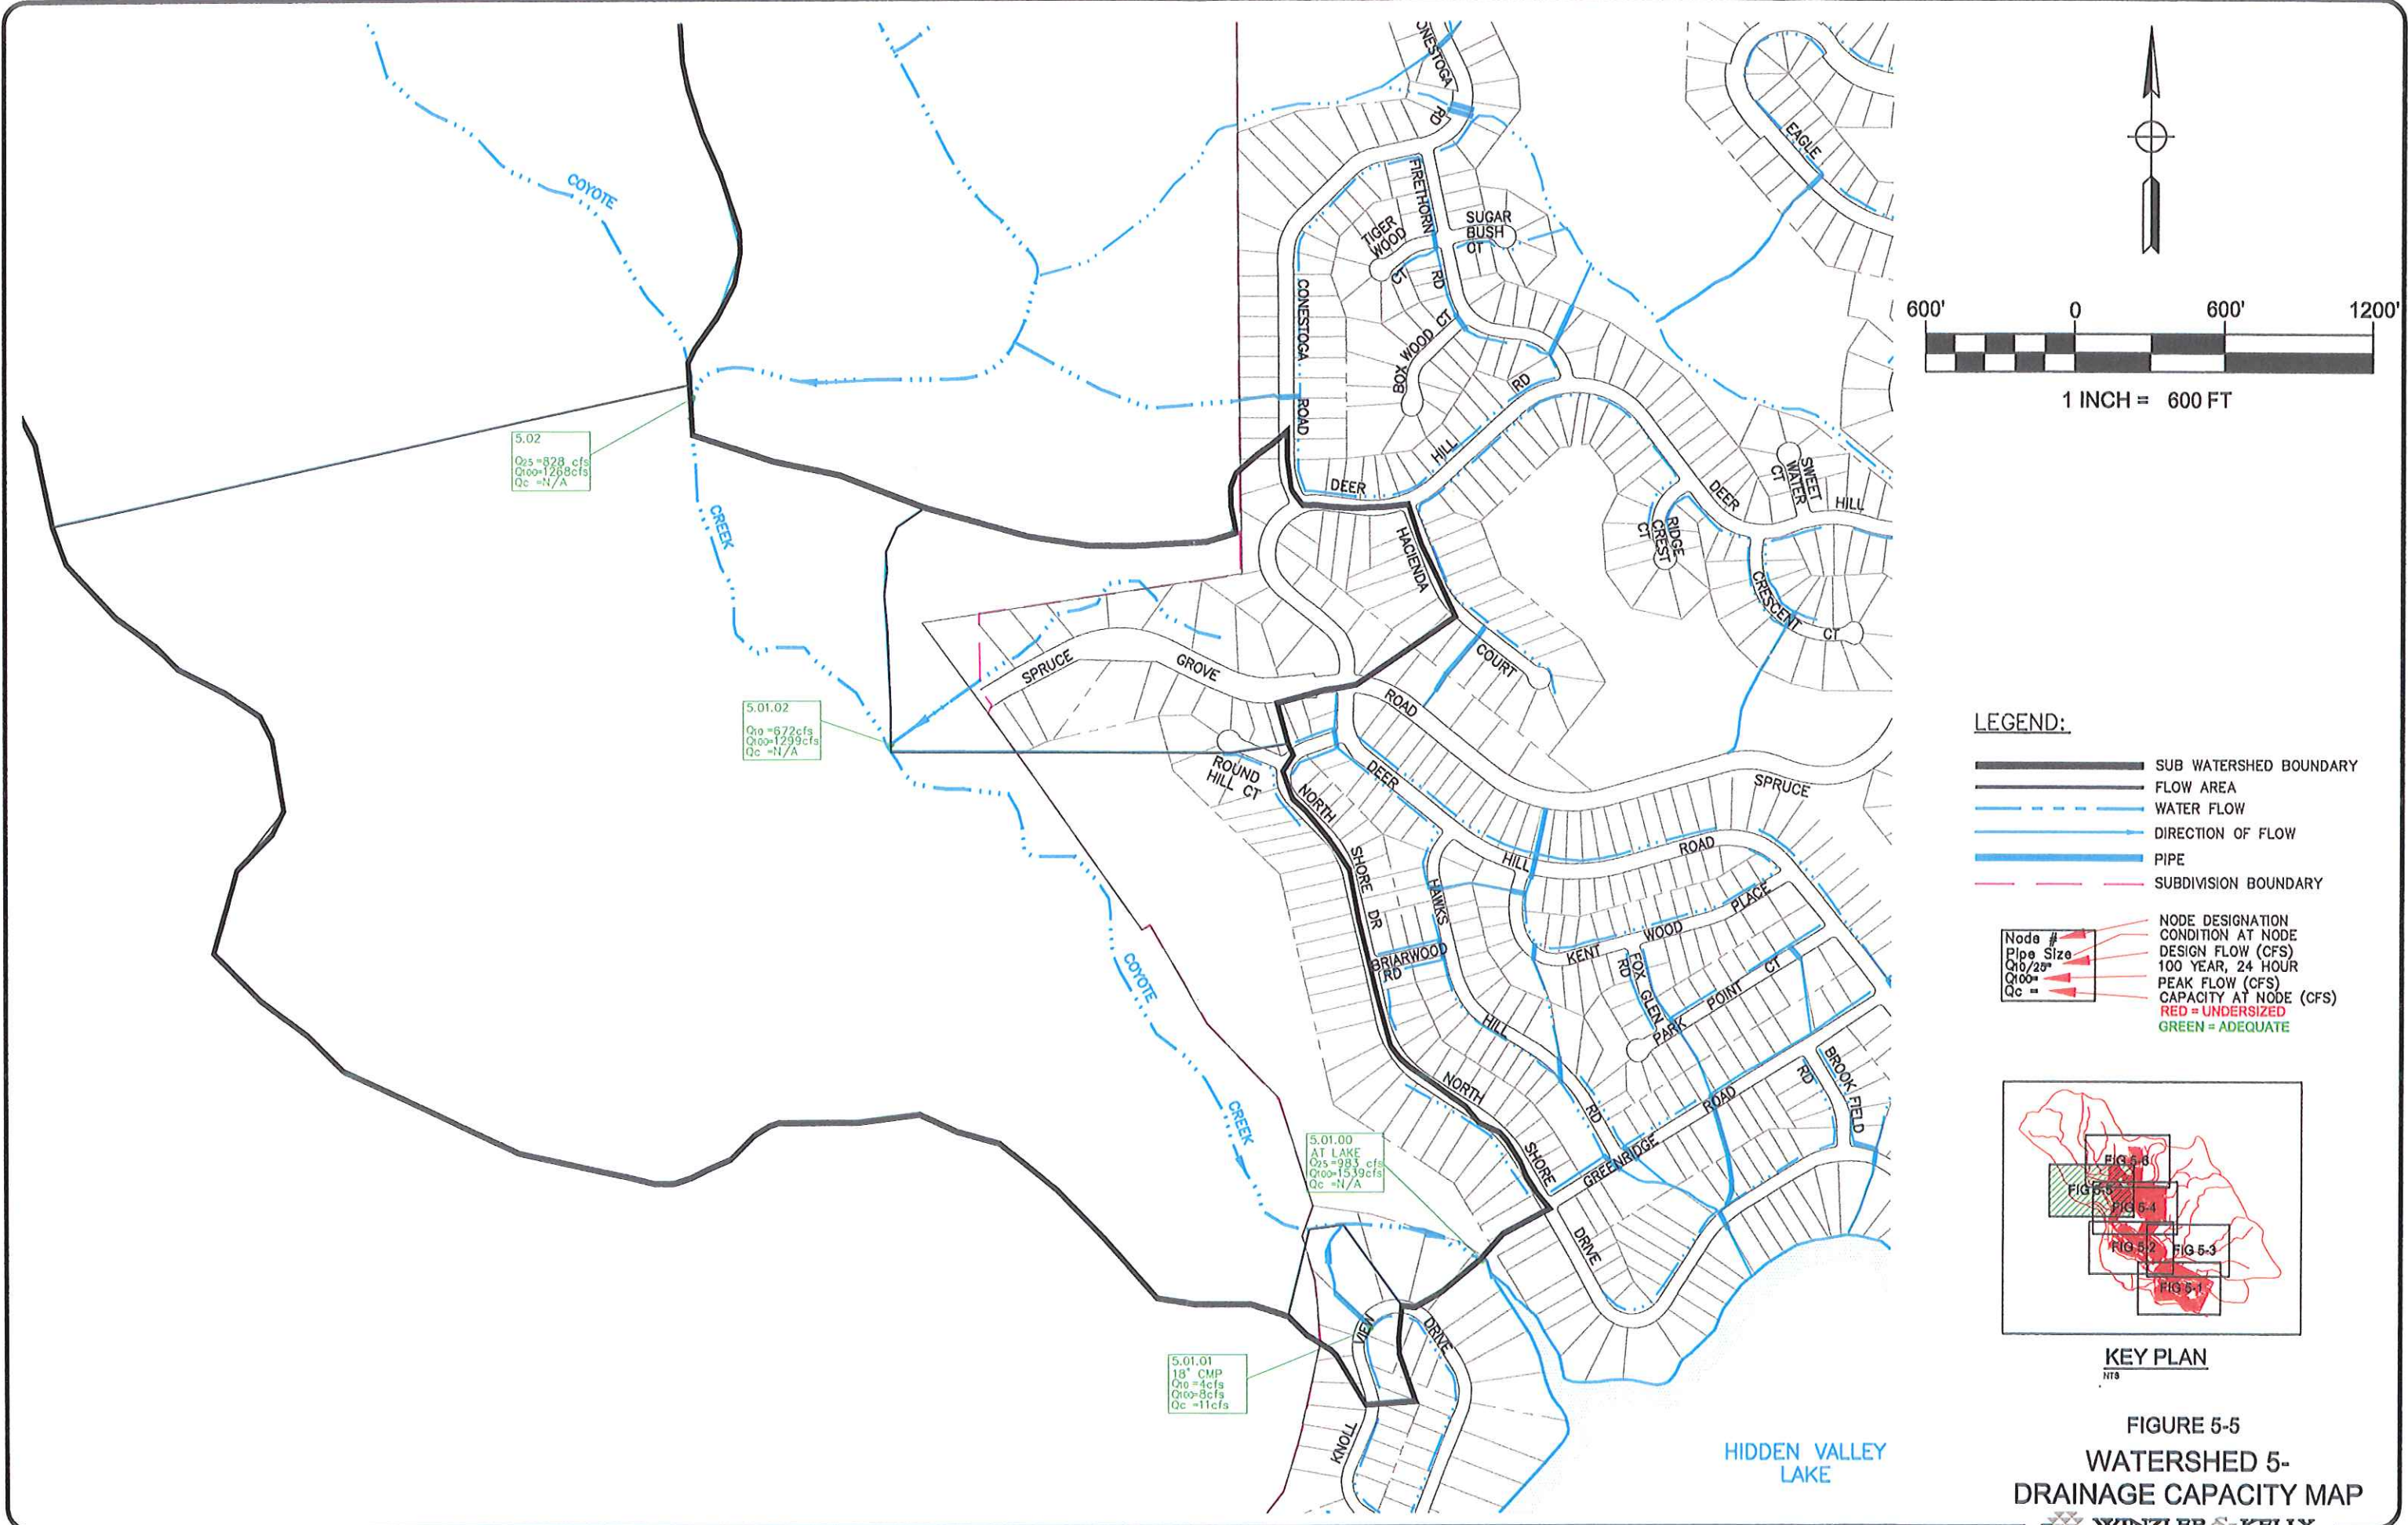 ONESTOGA
RD
EAGLE
COYOTE
FIRETHORN
RD
TIGER
WOOD
CT
SUGAR
BUSH
CT
CONESTOGA
ROAD
BOX WOOD CT
600' 0 600' 1200'
1 INCH = 600 FT
HILL
RD
5.02
Q25 =828 cfs
Q100=1268cfs
Qc =N/A
DEER
DEER
SWEET
WATER
CT
HILL
CREEK
HACIENDA
RIDGE
CREST
CT
CRESCENT
CT
SPRUCE
GROVE
COURT
ROAD
5.01.02
Q10 =672cfs
Q100=1299cfs
Qc =N/A
ROUND
HILL CT
DEER
SPRUCE
NORTH
SHORE
DR
HILL
ROAD
HAWKS
BRIARWOOD
RD
KENT
WOOD
PLACE
FOX GLEN
RD
PARK
POINT
CT
COYOTE
HILL
RD
NORTH
BROOK FIELD
RD
CREEK
GREENRIDGE
ROAD
SHORE
DRIVE
5.01.00
AT LAKE
Q25 =983 cfs
Q100=1539cfs
Qc =N/A
VIEW
DRIVE
5.01.01
18" CMP
Q10 =4cfs
Q100=8cfs
Qc =11cfs
KNOLL
HIDDEN VALLEY
LAKE
LEGEND:
SUB WATERSHED BOUNDARY
FLOW AREA
WATER FLOW
DIRECTION OF FLOW
PIPE
SUBDIVISION BOUNDARY
Node #
Pipe Size
Q10/25=
Q100=
Qc =
NODE DESIGNATION
CONDITION AT NODE
DESIGN FLOW (CFS)
100 YEAR, 24 HOUR
PEAK FLOW (CFS)
CAPACITY AT NODE (CFS)
RED = UNDERSIZED
GREEN = ADEQUATE
FIG 5-6
FIG 5-5
FIG 5-4
FIG 5-2
FIG 5-3
FIG 5-1
KEY PLAN
NTS
FIGURE 5-5
WATERSHED 5-
DRAINAGE CAPACITY MAP
WINZLER & KELLY